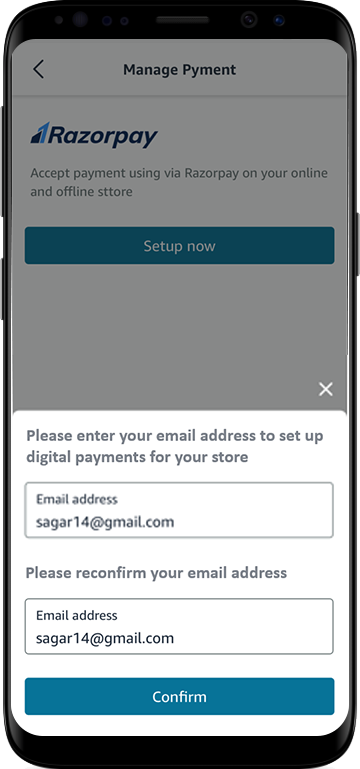 Manage Pyment
Razorpay
Accept payment using via Razorpay on your online
and offline sttore
Setup now
Please enter your email address to set up
digital payments for your store
Email address
sagar14@gmail.com
Please reconfirm your email address
Email address
sagar14@gmail.com
Confirm